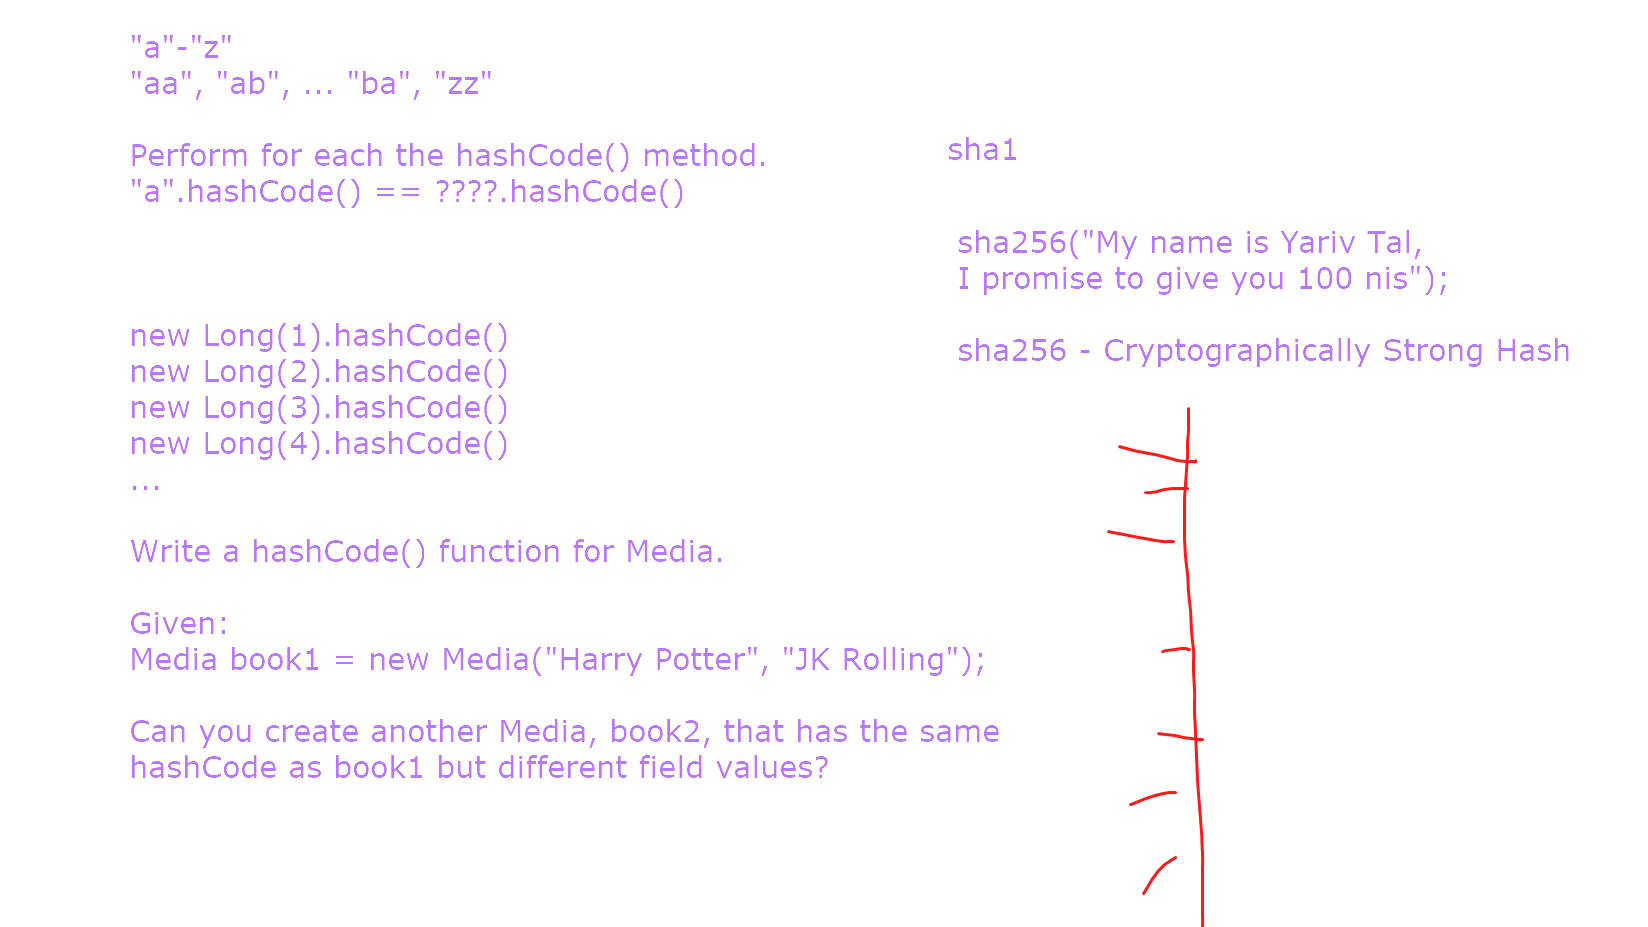 "a"-"z"
"aa", "ab", ... "ba", "zz"
Perform for each the hashCode() method.
"a".hashCode() == ????.hashCode()
new Long(1).hashCode()
new Long(2).hashCode()
new Long(3).hashCode()
new Long(4).hashCode()
...
Write a hashCode() function for Media.
Given:
Media book1 = new Media("Harry Potter", "JK Rolling");
Can you create another Media, book2, that has the same
hashCode as book1 but different field values?
sha1
sha256("My name is Yariv Tal,
I promise to give you 100 nis");
sha256 - Cryptographically Strong Hash